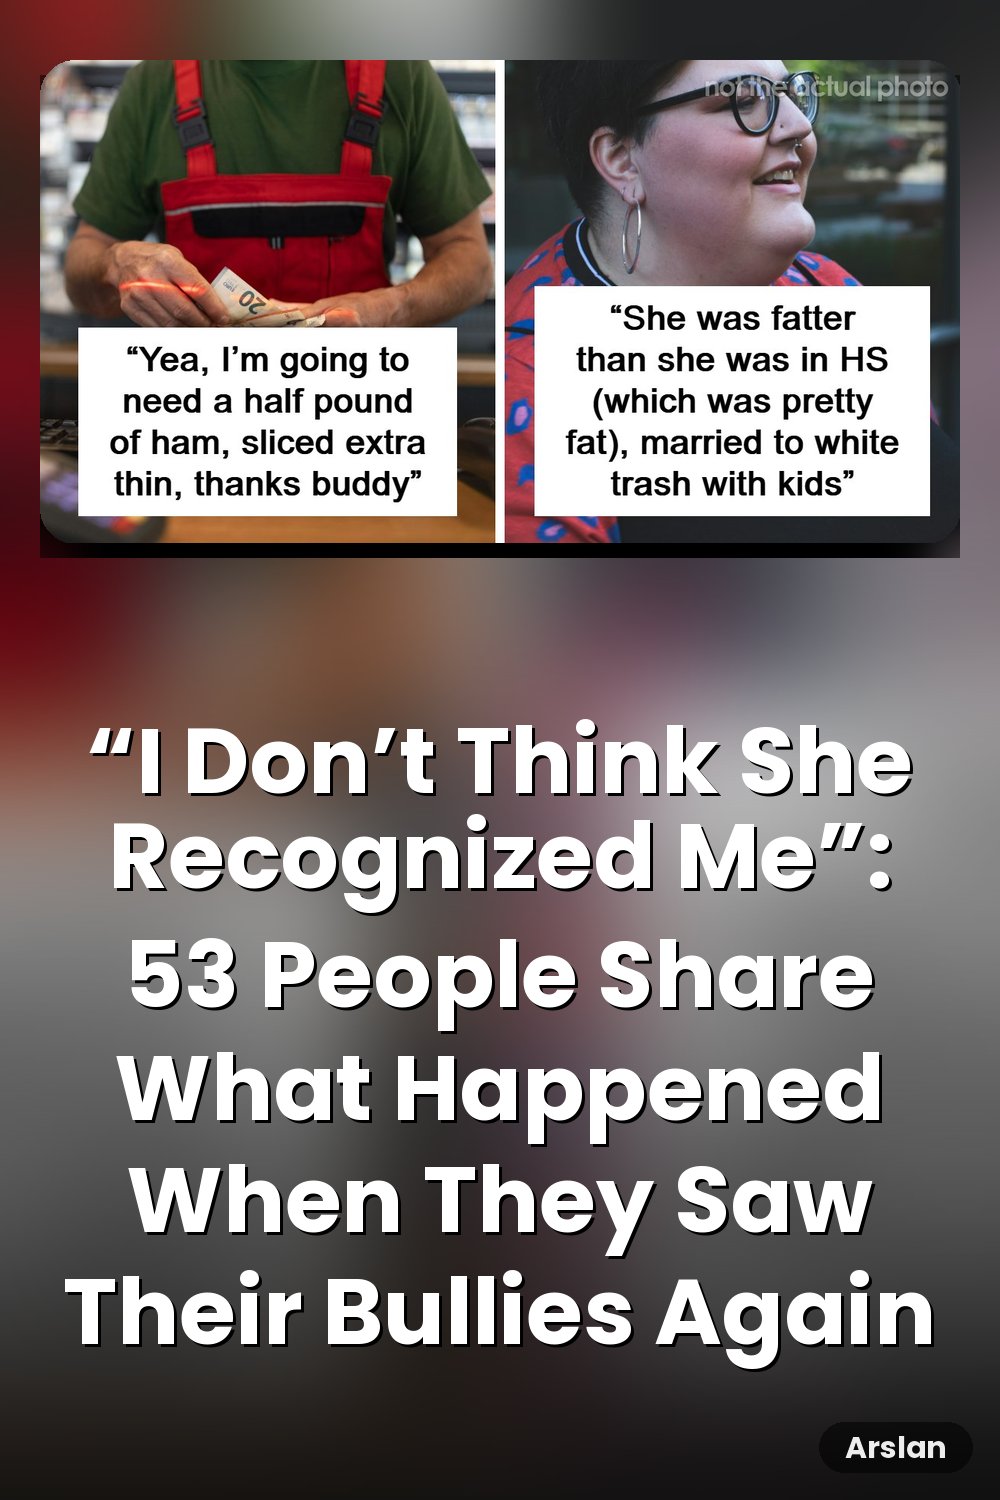 not the actual photo
“Yea, I’m going to
need a half pound
of ham, sliced extra
thin, thanks buddy”
“She was fatter
than she was in HS
(which was pretty
fat), married to white
trash with kids”
“I Don’t Think She
Recognized Me”:
53 People Share
What Happened
When They Saw
Their Bullies Again
Arslan